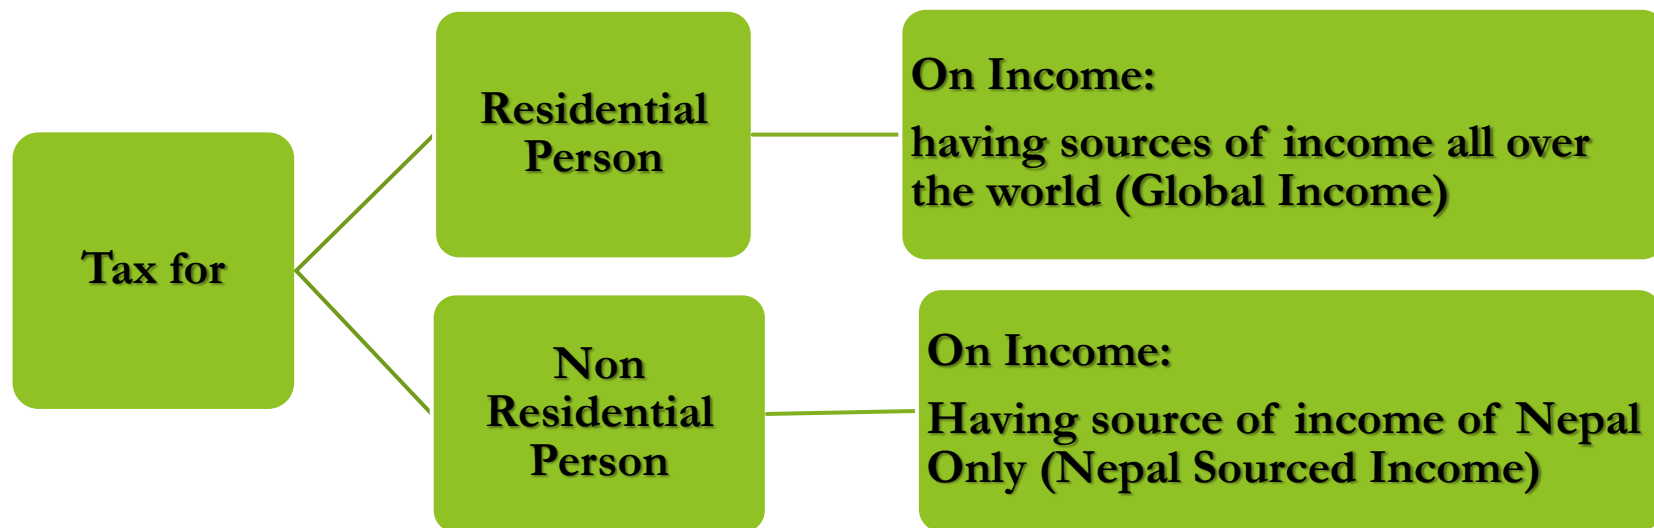 Tax for
Residential
Person
On Income:
having sources of income all over
the world (Global Income)
Non
Residential
Person
On Income:
Having source of income of Nepal
Only (Nepal Sourced Income)